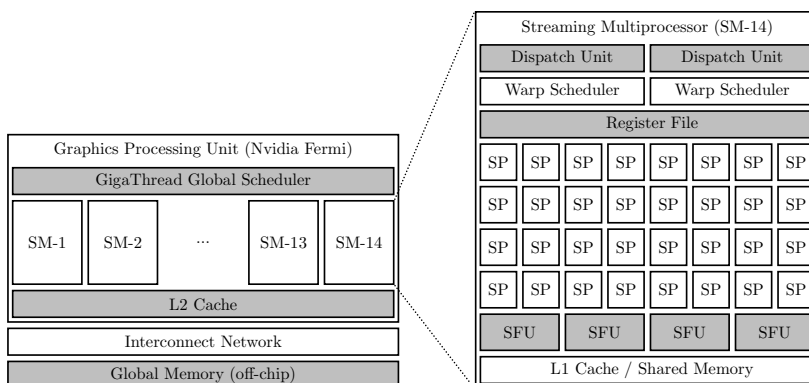 Graphics Processing Unit (Nvidia Fermi)
GigaThread Global Scheduler
SM-1 SM-2 ... SM-13 SM-14
L2 Cache
Interconnect Network
Global Memory (off-chip)
Streaming Multiprocessor (SM-14)
Dispatch Unit Dispatch Unit
Warp Scheduler Warp Scheduler
Register File
SP SP SP SP SP SP SP SP
SP SP SP SP SP SP SP SP
SP SP SP SP SP SP SP SP
SP SP SP SP SP SP SP SP
SFU SFU SFU SFU
L1 Cache / Shared Memory